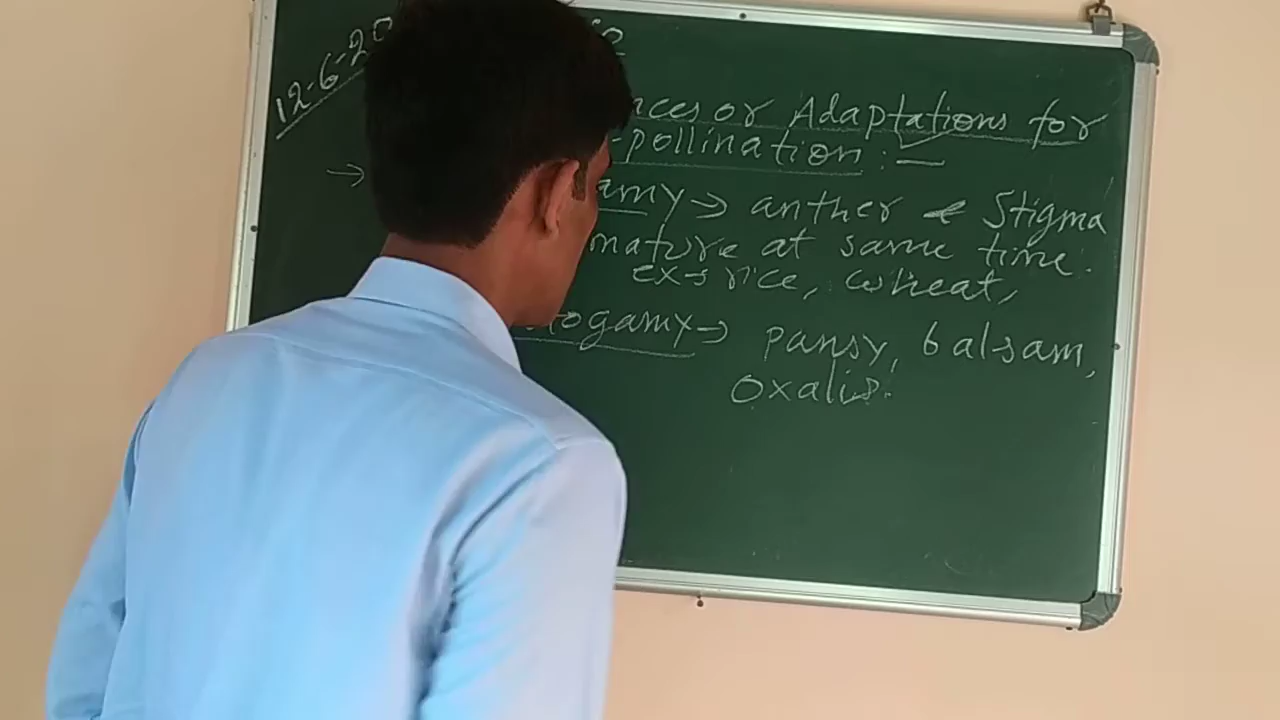 12-6-20
nces or Adaptations for
-pollination :-
→ amy → anther & Stigma
mature at same time.
ex → rice, wheat,
togamy → pansy, balsam,
oxalis.